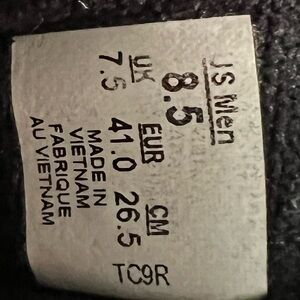 JS Men
8.5
UK EUR CM
7.5 41.0 26.5
MADE IN
VIETNAM
FABRIQUE
AU VIETNAM
TC9R